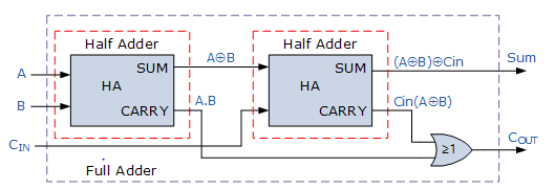 Half Adder
Half Adder
A
SUM
A⊕B
SUM
(A⊕B)⊕Cin
Sum
HA
HA
B
CARRY
A.B
CARRY
Cin(A⊕B)
CIN
≥1
COUT
Full Adder